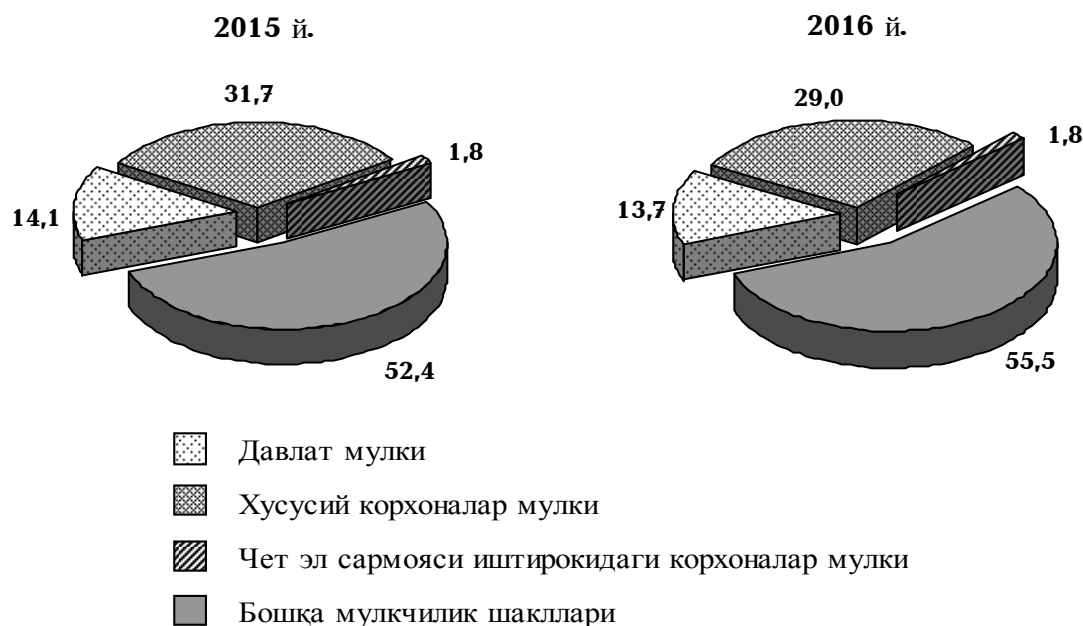 2015 й.
2016 й.
31,7
1,8
14,1
52,4
29,0
1,8
13,7
55,5
Давлат мулки
Хусусий корхоналар мулки
Чет эл сармояси иштирокидаги корхоналар мулки
Бошқа мулкчилик шакллари